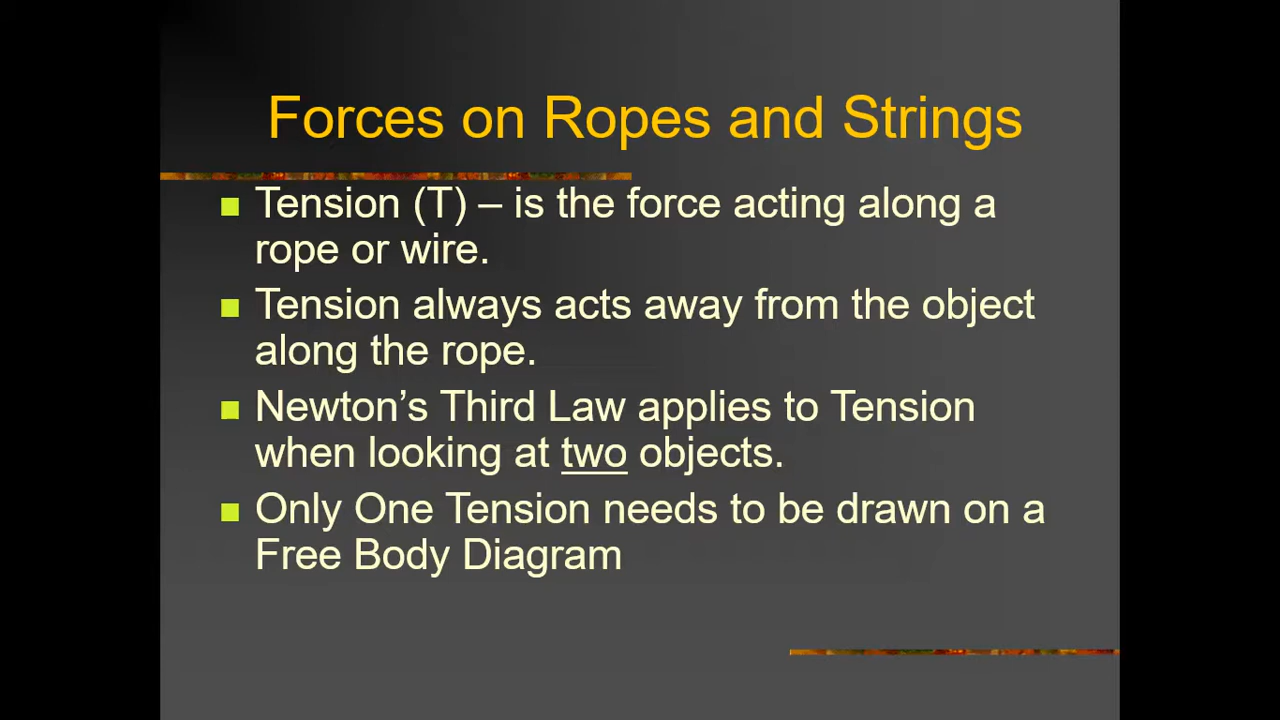 Forces on Ropes and Strings
Tension (T) – is the force acting along a
rope or wire.
Tension always acts away from the object
along the rope.
Newton’s Third Law applies to Tension
when looking at two objects.
Only One Tension needs to be drawn on a
Free Body Diagram